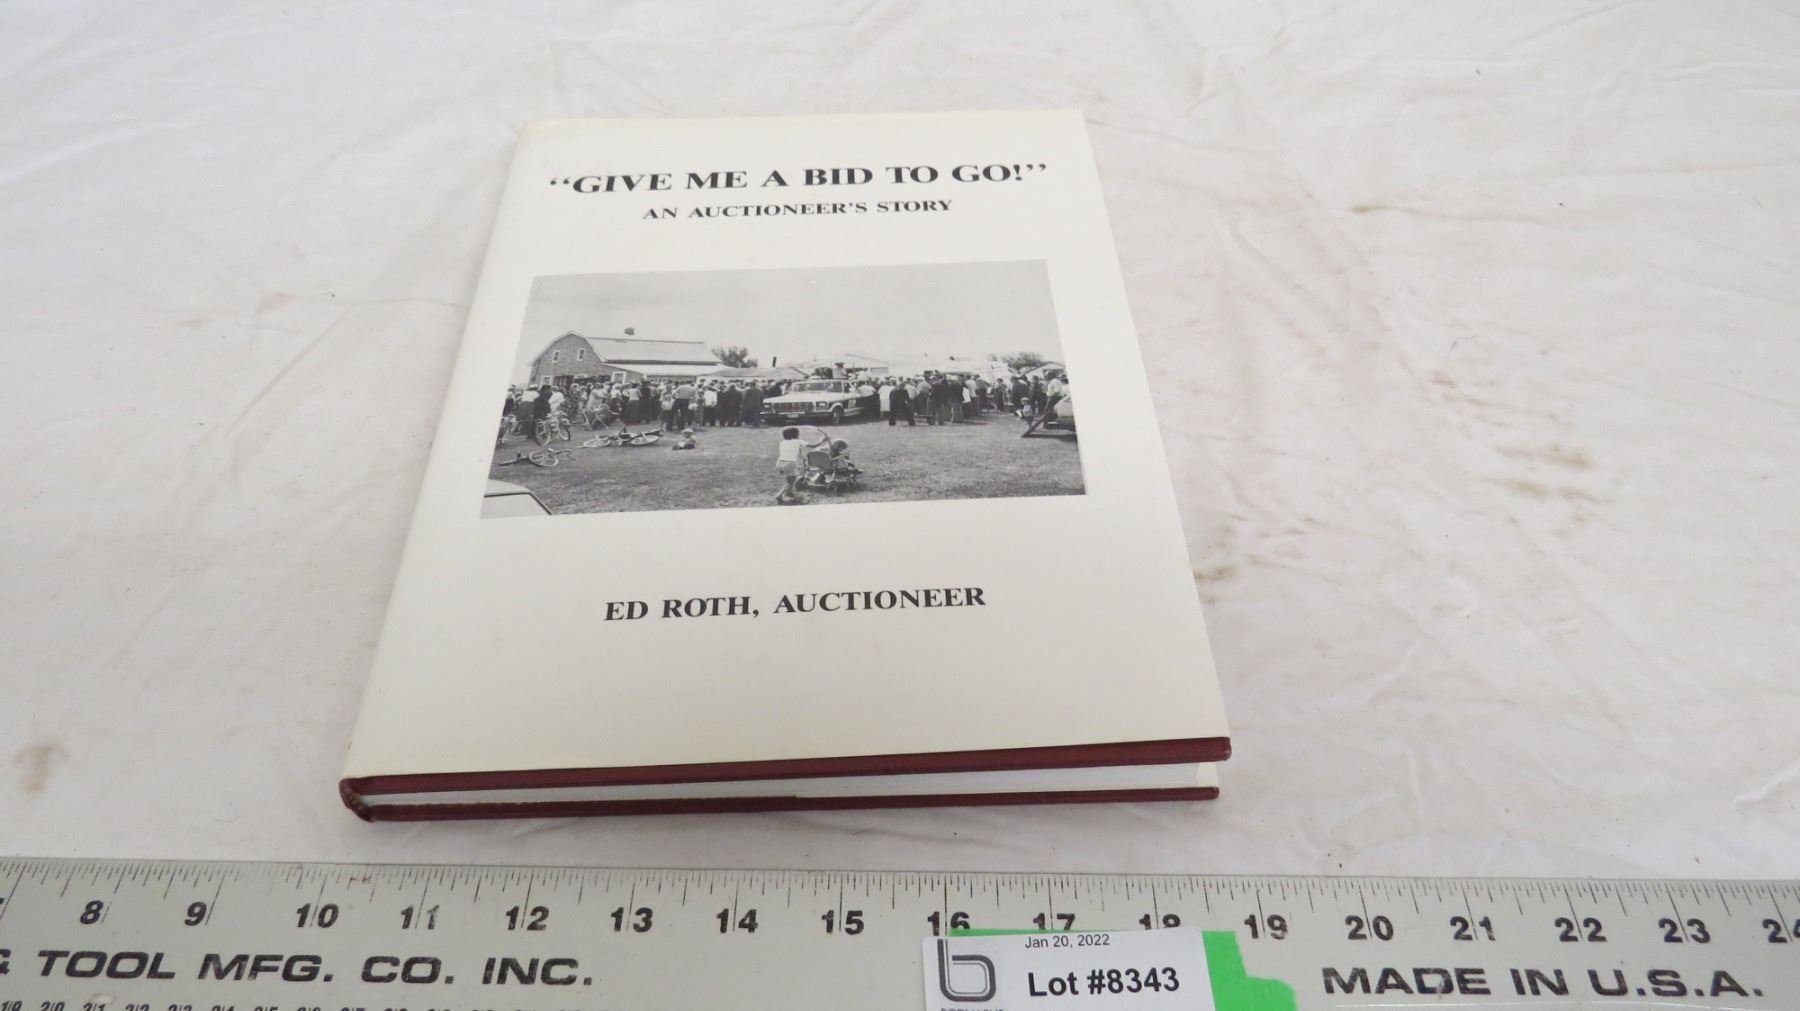 “GIVE ME A BID TO GO!”
AN AUCTIONEER'S STORY
ED ROTH, AUCTIONEER
8 9 10 11 12 13 14 15 16 17 18 19 20 21 22 23 24
TOOL MFG. CO. INC.
MADE IN U.S.A.
Jan 20, 2022
Lot #8343